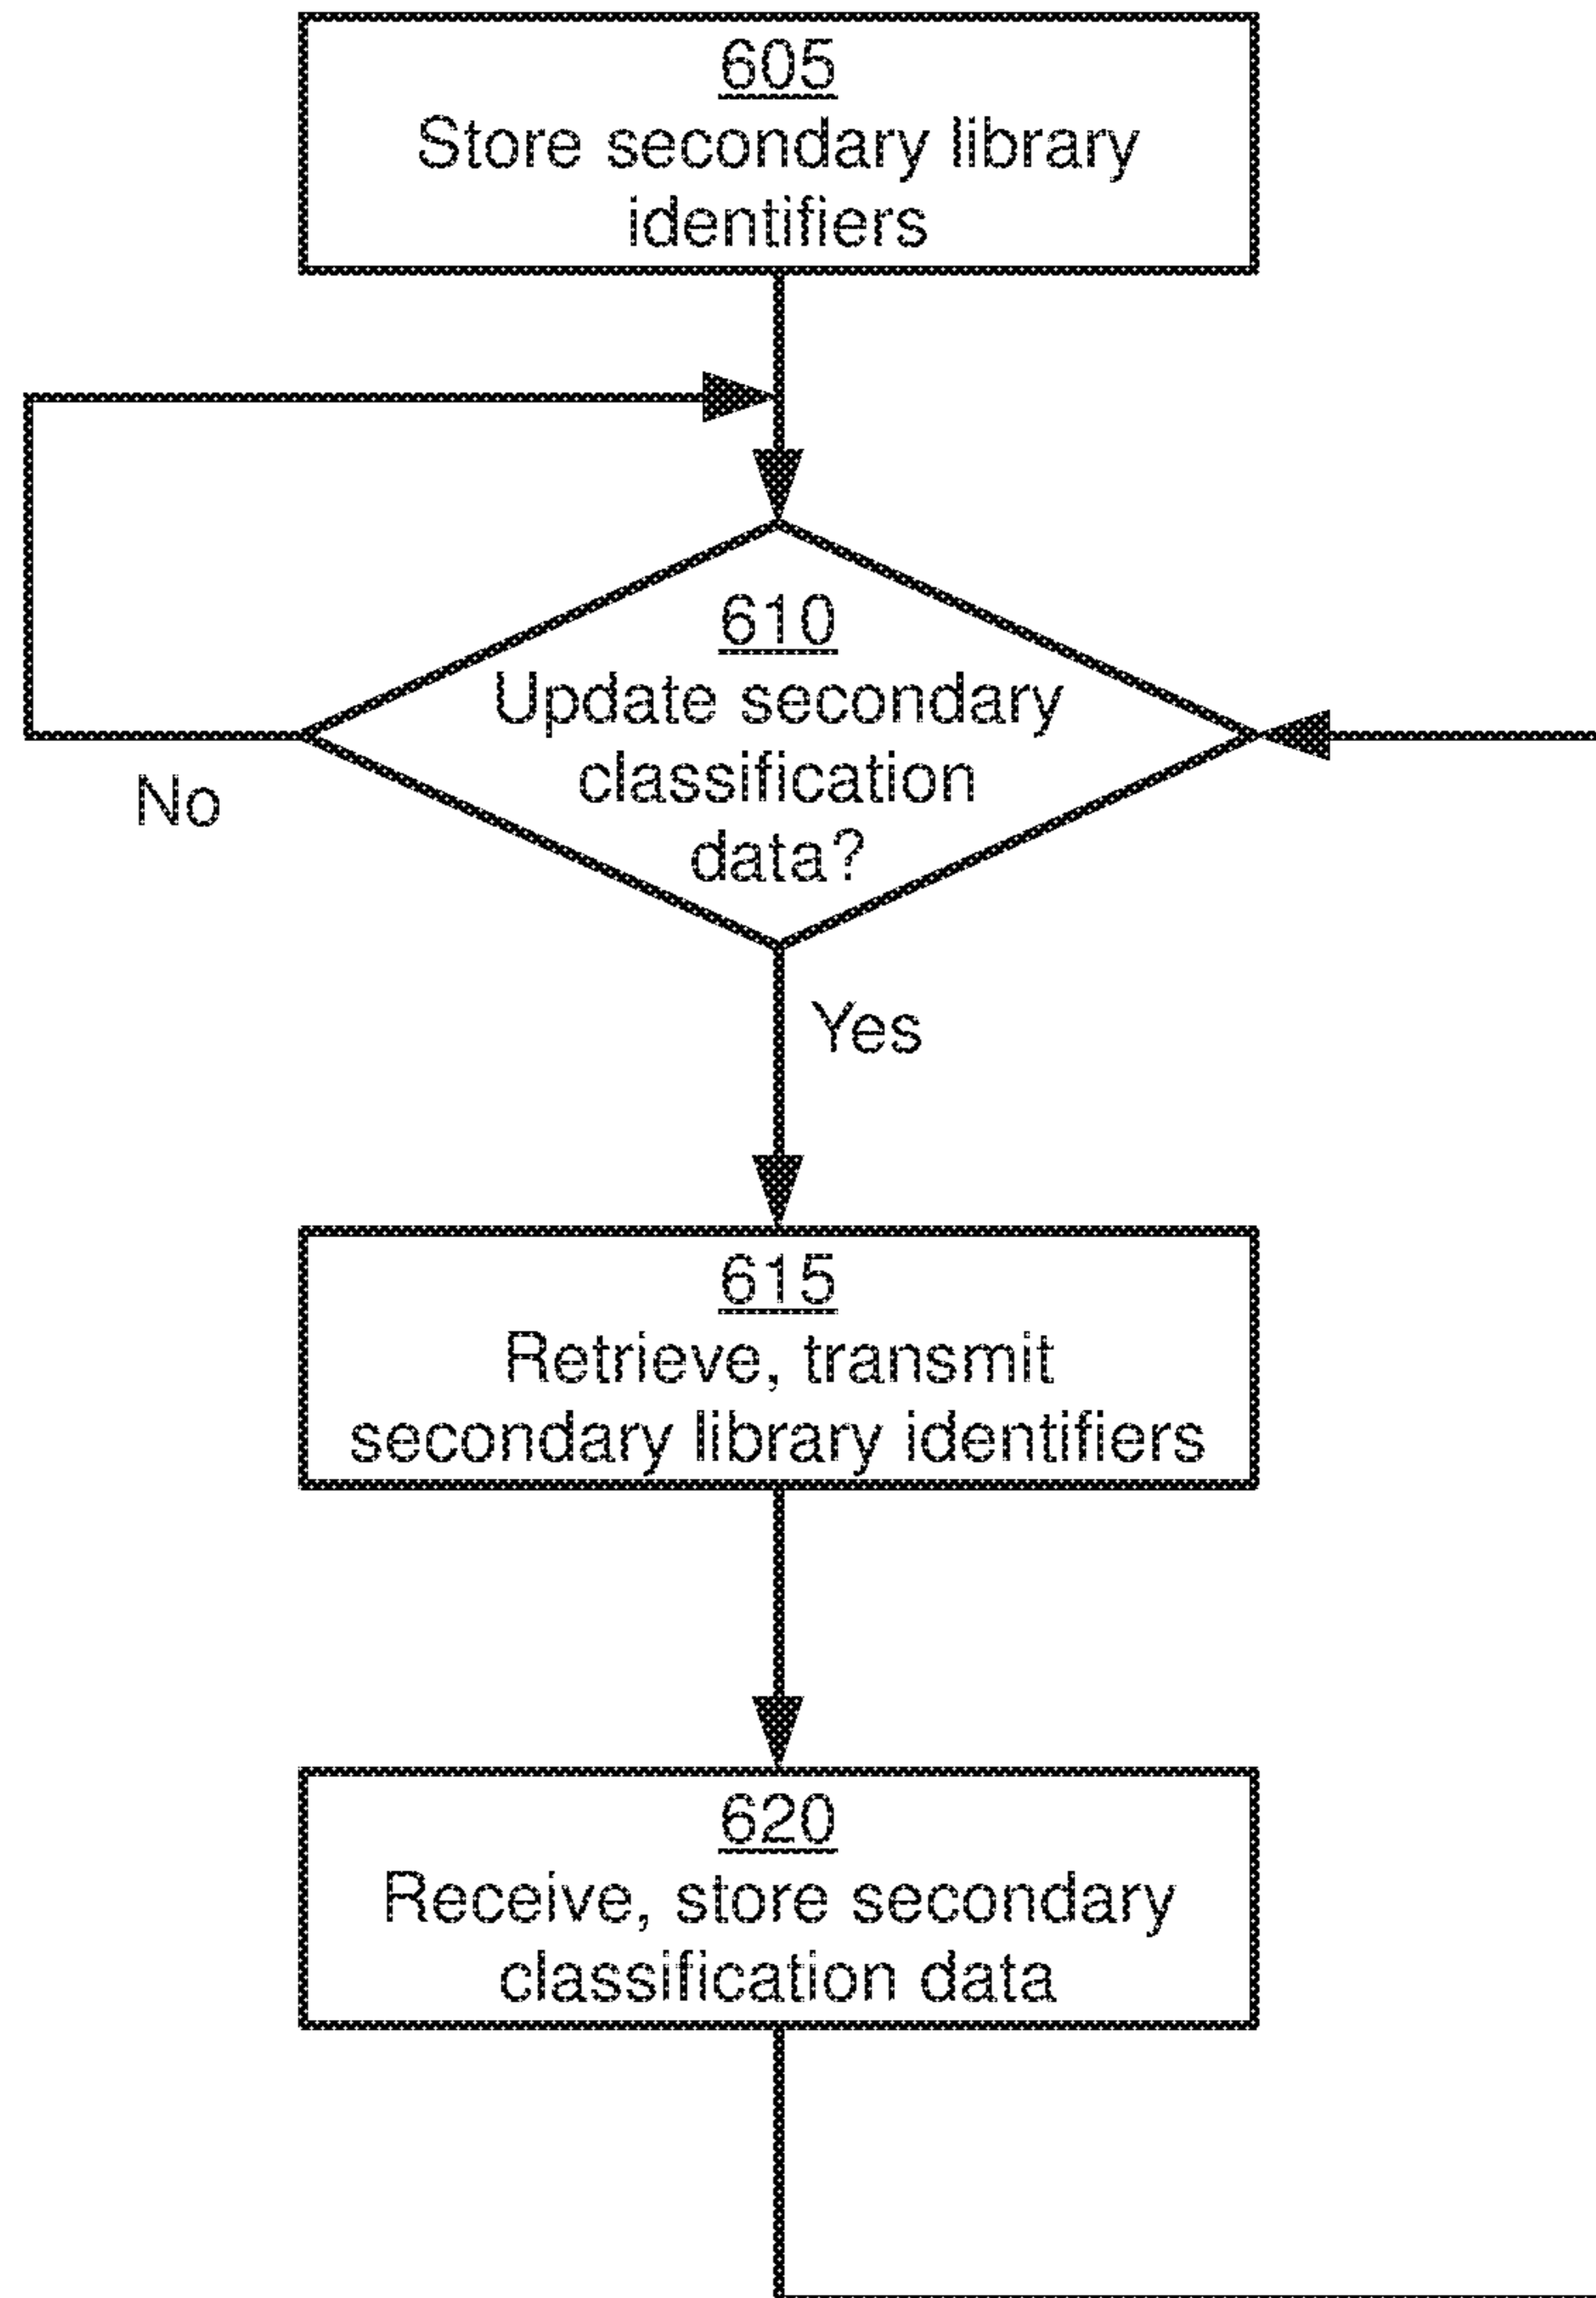 605
Store secondary library
identifiers
610
Update secondary
classification
data?
No
Yes
615
Retrieve, transmit
secondary library identifiers
620
Receive, store secondary
classification data